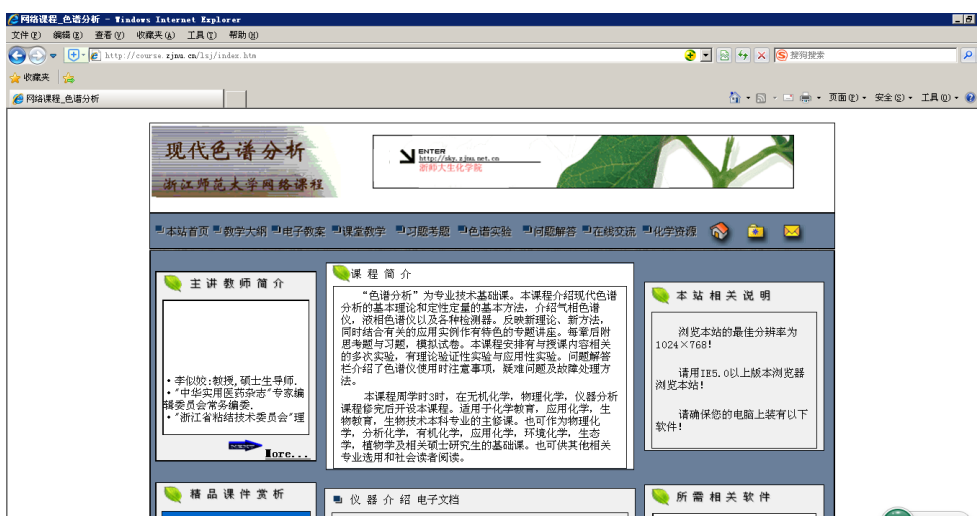 网络课程_色谱分析 - Windows Internet Explorer
文件(F) 编辑(E) 查看(V) 收藏夹(A) 工具(T) 帮助(H)
http://course.zjnu.cn/lsj/index.htm
搜狗搜索
收藏夹
网络课程_色谱分析
页面(P) 安全(S) 工具(O)
现代色谱分析
浙江师范大学网络课程
ENTER
http://sky.zjnu.net.cn
浙师大生化学院
本站首页 教学大纲 电子教案 课堂教学 习题考题 色谱实验 问题解答 在线交流 化学资源
主讲教师简介
·李似姣:教授,硕士生导师.
·"中华实用医药杂志"专家编
辑委员会常务编委.
·"浙江省粘结技术委员会"理
More...
精品课件赏析
课程简介
“色谱分析”为专业技术基础课。本课程介绍现代色谱
分析的基本理论和定性定量的基本方法，介绍气相色谱
仪，液相色谱仪以及各种检测器。反映新理论、新方法，
同时结合有关的应用实例作有特色的专题讲座。每章后附
思考题与习题，模拟试卷。本课程安排有与授课内容相关
的多次实验，有理论验证性实验与应用性实验。问题解答
栏介绍了色谱仪使用时注意事项，疑难问题及故障处理方
法。
本课程周学时3时，在无机化学，物理化学，仪器分析
课程修完后开设本课程。适用于化学教育，应用化学，生
物教育，生物技术本科专业的主修课。也可作为物理化
学，分析化学，有机化学，应用化学，环境化学，生态
学，植物学及相关硕士研究生的基础课。也可供其他相关
专业选用和社会读者阅读。
仪器介绍 电子文档
本站相关说明
浏览本站的最佳分辨率为
1024×768!
请用IE5.0以上版本浏览器
浏览本站!
请确保您的电脑上装有以下
软件!
所需相关软件